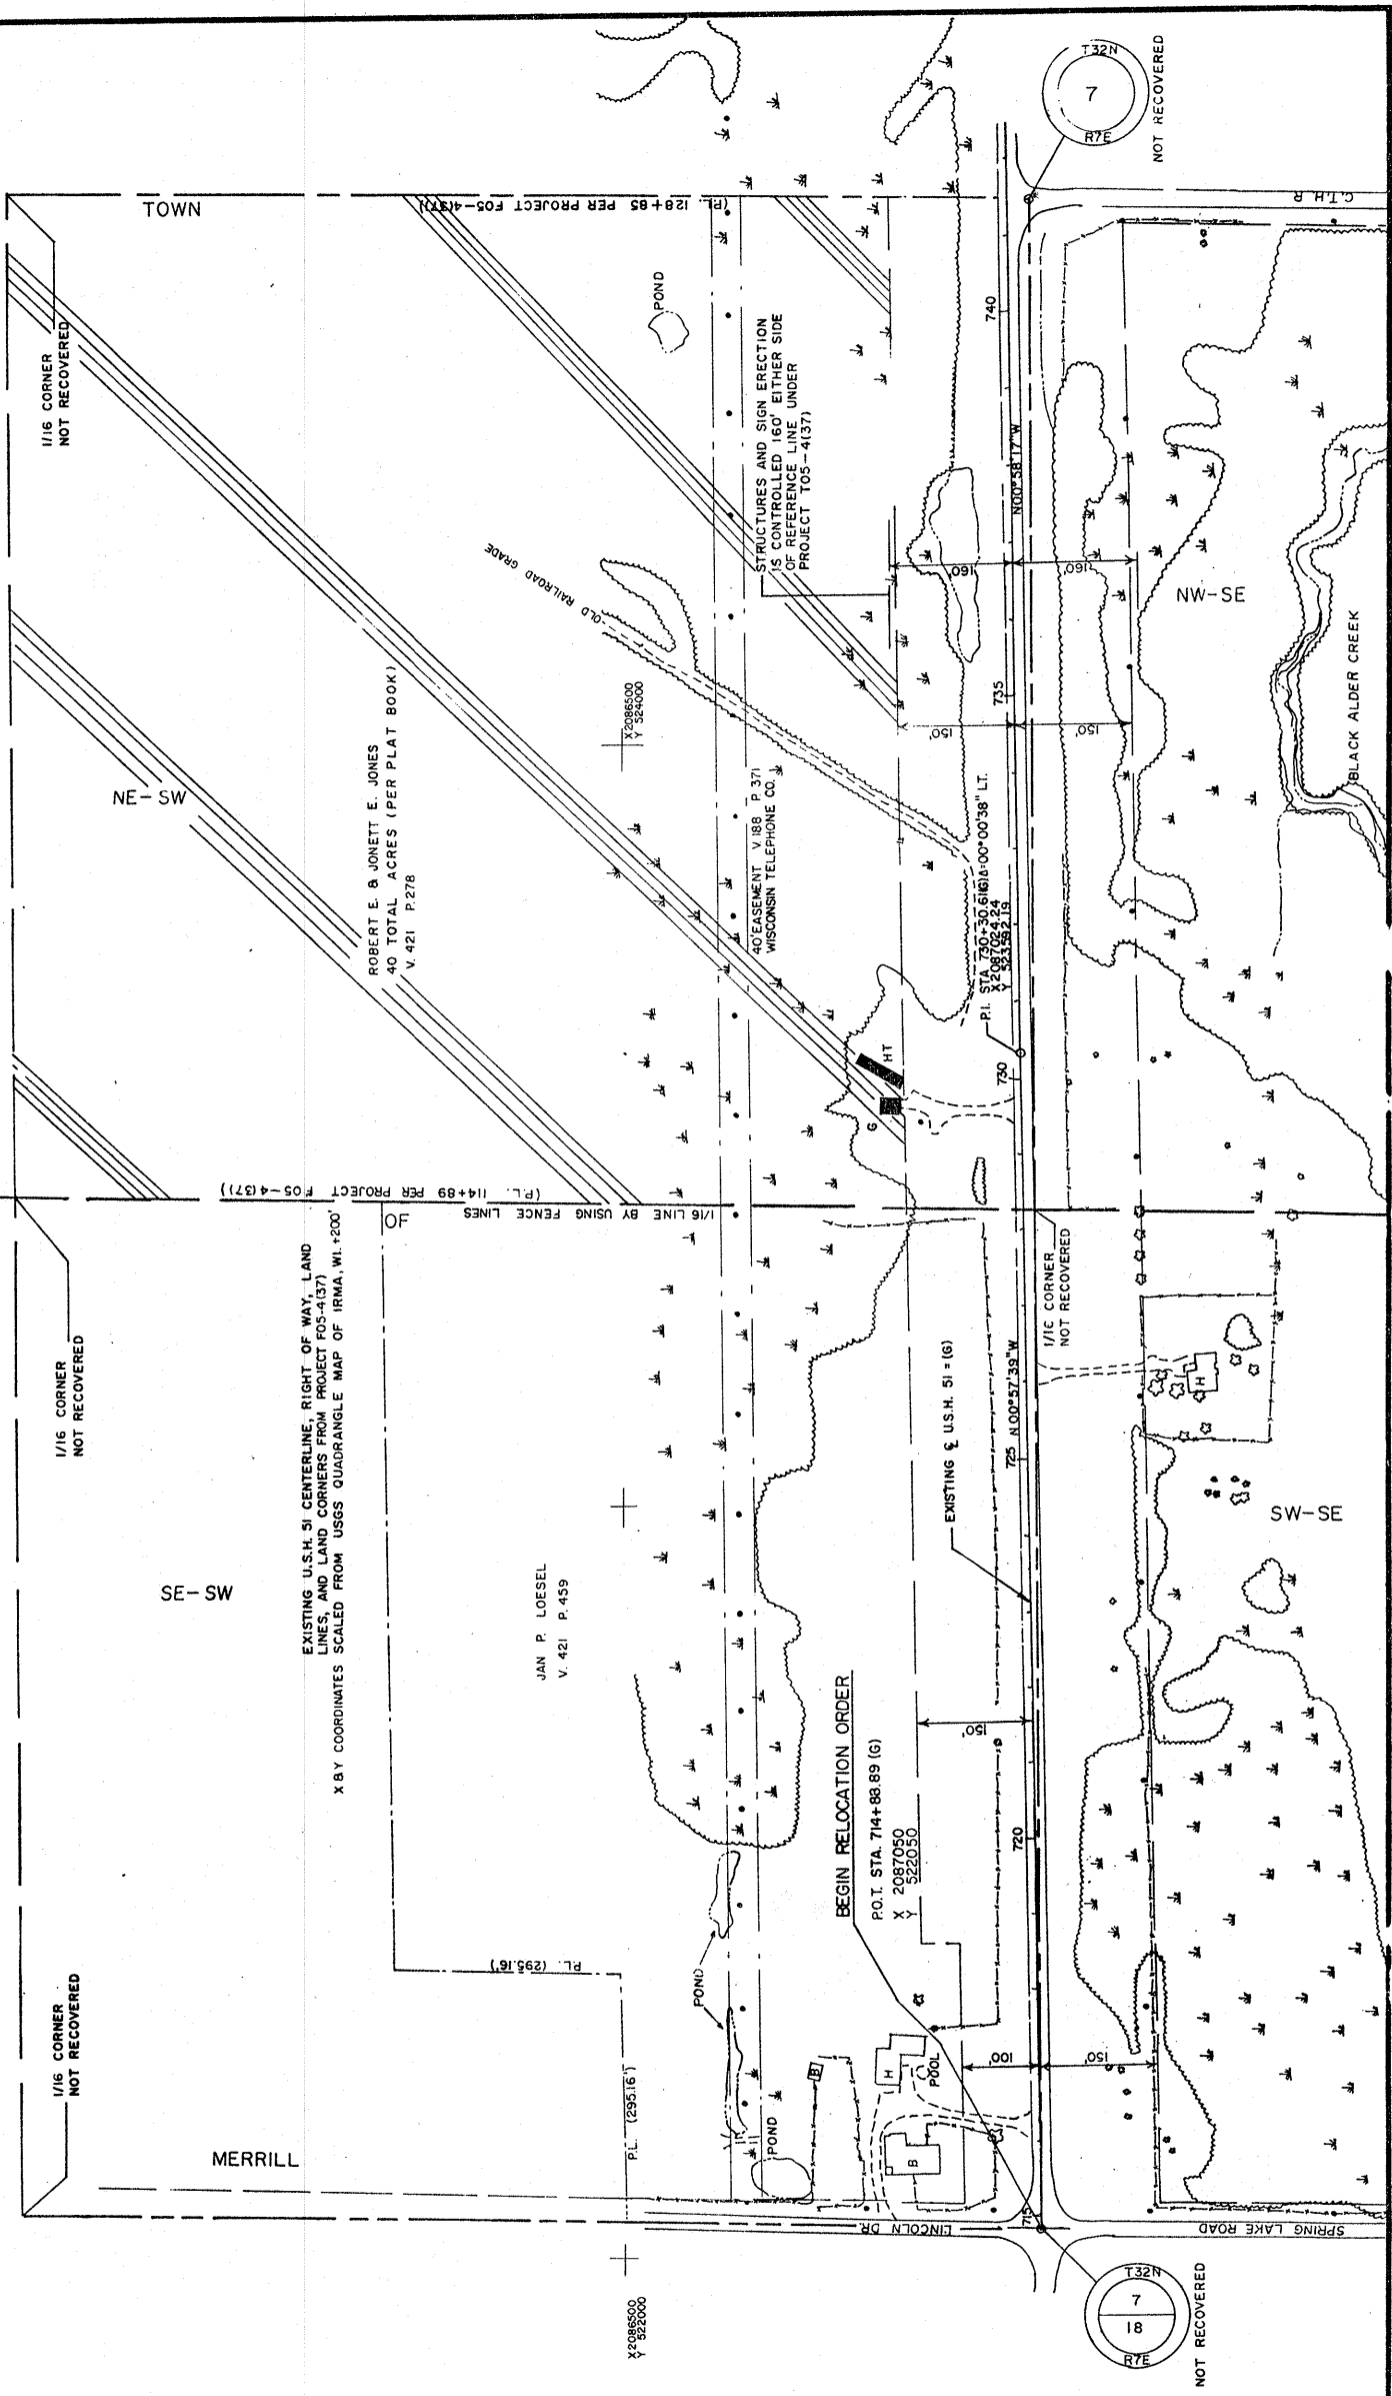 1/16 CORNER
NOT RECOVERED
1/16 CORNER
NOT RECOVERED
1/16 CORNER
NOT RECOVERED
TOWN
OF
MERRILL
NE-SW
SE-SW
ROBERT E. & JONETT E. JONES
40 TOTAL ACRES (PER PLAT BOOK)
V. 421 P.278
EXISTING U.S.H. 51 CENTERLINE, RIGHT OF WAY, LAND
LINES, AND LAND CORNERS FROM PROJECT F05-4(37)
X & Y COORDINATES SCALED FROM USGS QUADRANGLE MAP OF IRMA, WI. ±200'
JAN P. LOESEL
V. 421 P. 459
(P.L. 128+85 PER PROJECT F05-4(37))
(P.L. 114+89 PER PROJECT F05-4(37))
1/16 LINE BY USING FENCE LINES
P.L. (295.16')
P.L. (295.16')
OLD RAILROAD GRADE
POND
X 2086500
Y 524000
X 2086500
Y 522000
STRUCTURES AND SIGN ERECTION
IS CONTROLLED 160' EITHER SIDE
OF REFERENCE LINE UNDER
PROJECT T05-4(37)
40' EASEMENT V. 188 P. 371
WISCONSIN TELEPHONE CO.
POND
POND
HT
G
B
H
POOL
B
160'
160'
150'
150'
150'
100'
150'
P.I. STA. 730+30.61(G) Δ=00°00'38" LT.
X 2087024.24
Y 523592.19
BEGIN RELOCATION ORDER
P.O.T. STA. 714+88.89 (G)
X 2087050
Y 522050
EXISTING ℄ U.S.H. 51 = (G)
715
720
725
N00°57'39"W
730
735
N00°58'17"W
740
1/16 CORNER
NOT RECOVERED
H
NW-SE
SW-SE
BLACK ALDER CREEK
C.T.H. R
LINCOLN DR.
SPRING LAKE ROAD
T32N
7
R7E
NOT RECOVERED
T32N
7
18
R7E
NOT RECOVERED